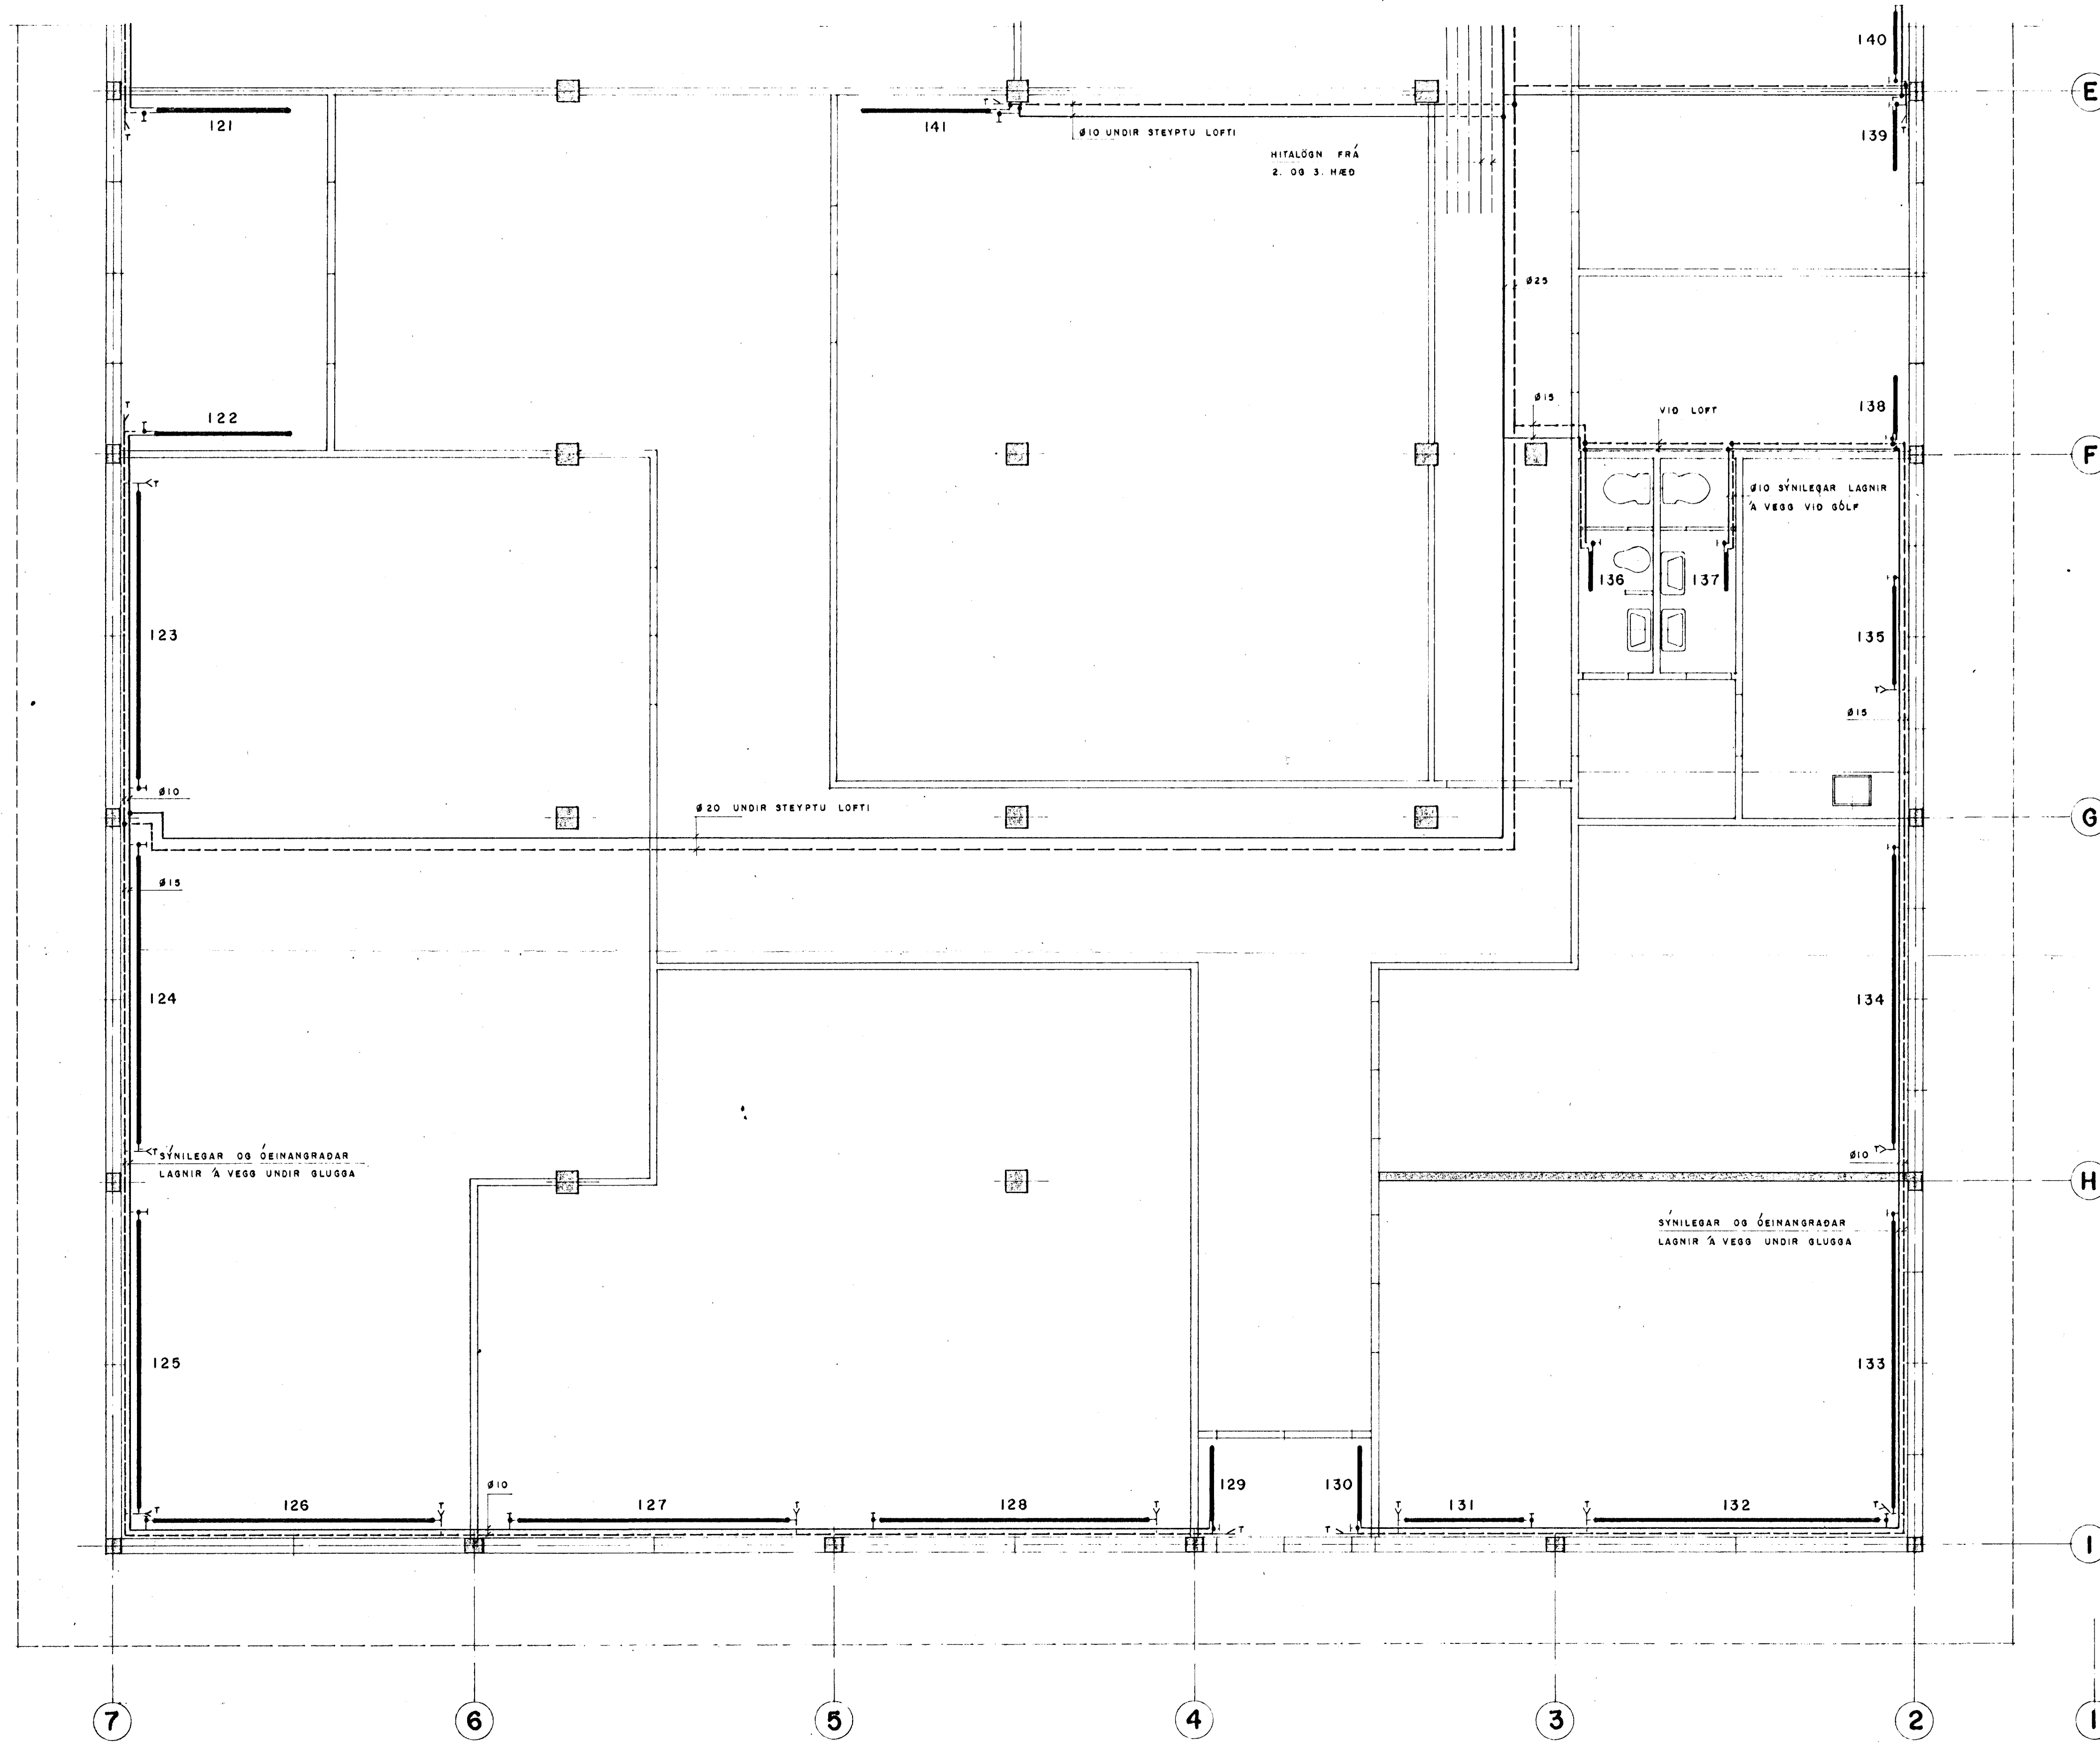 140
E
121
141
Ø10 UNDIR STEYPTU LOFTI
139
HITALÖGN FRÁ
2. OG 3. HÆÐ
T
T
T
Ø25
Ø15
122
T
VIÐ LOFT
138
F
T
Ø10 SÝNILEGAR LAGNIR
Á VEGG VIÐ GÓLF
136
137
123
135
T
Ø15
Ø10
Ø20 UNDIR STEYPTU LOFTI
G
Ø15
124
134
T
SÝNILEGAR OG ÓEINANGRAÐAR
LAGNIR Á VEGG UNDIR GLUGGA
T
Ø10
H
SÝNILEGAR OG ÓEINANGRAÐAR
LAGNIR Á VEGG UNDIR GLUGGA
125
133
Ø10
129
130
T
126
T
127
T
128
T
T
T
T
131
T
132
T
I
7
6
5
4
3
2
1